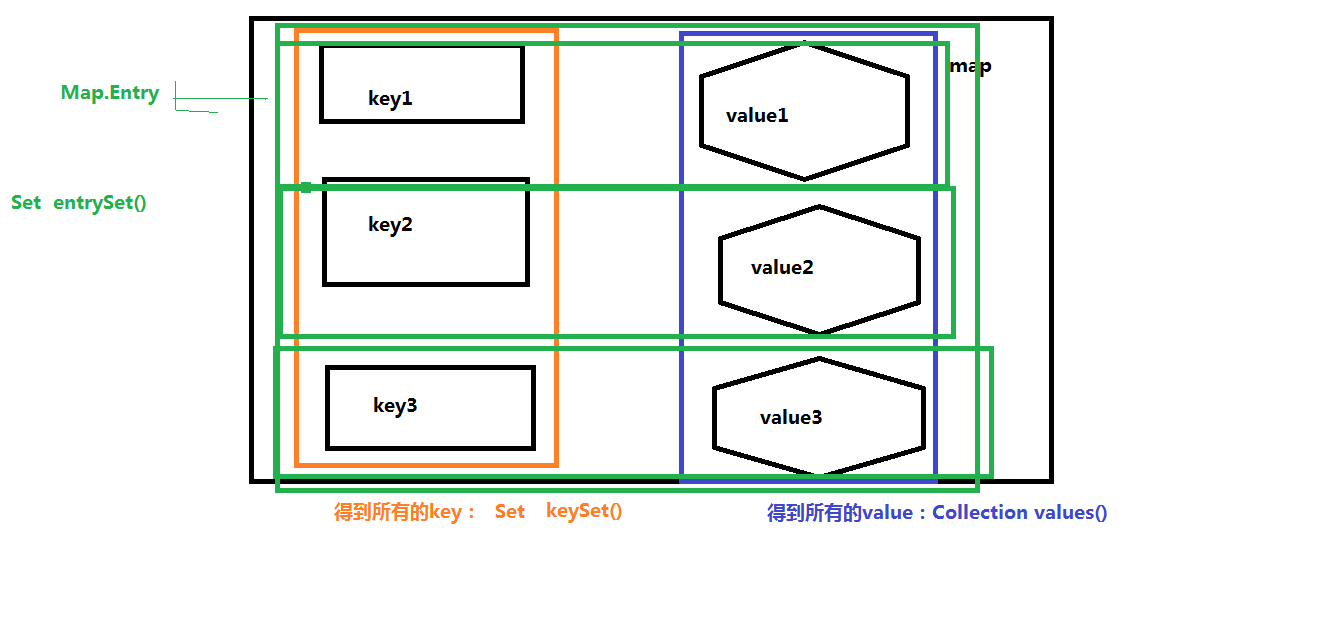 map
Map.Entry
key1
value1
Set entrySet()
key2
value2
key3
value3
得到所有的key： Set keySet()
得到所有的value：Collection values()